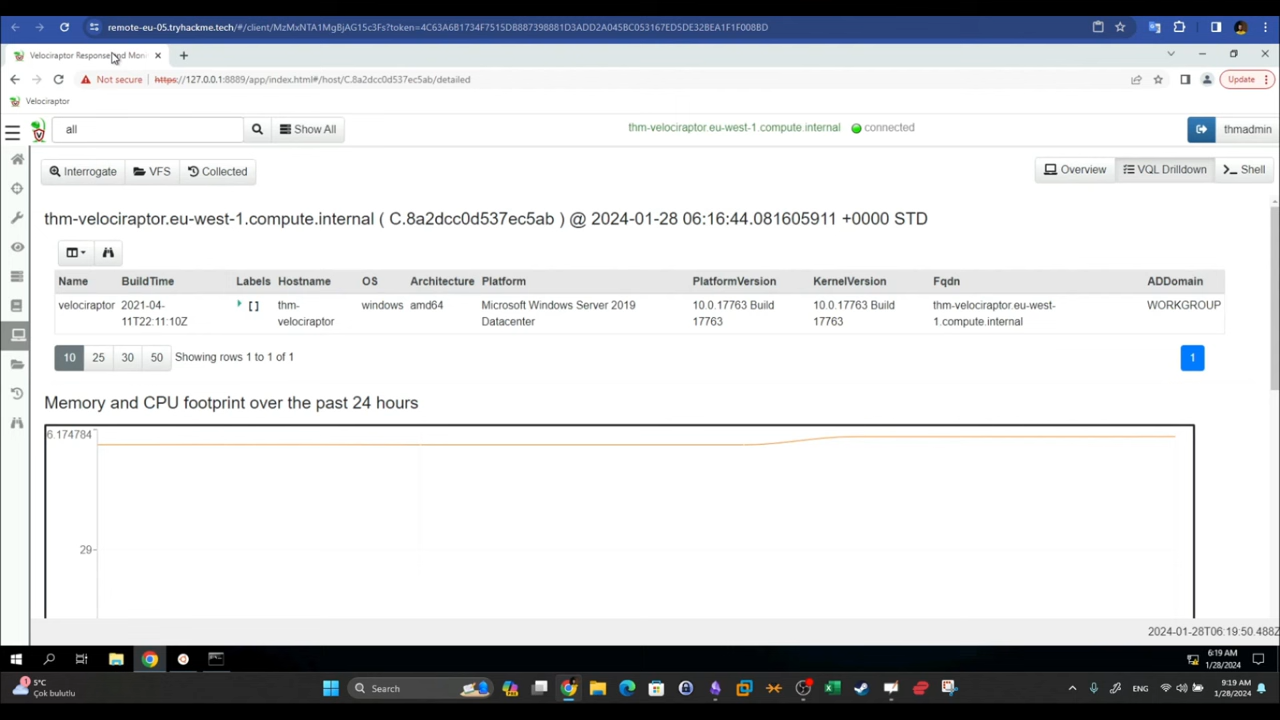 remote-eu-05.tryhackme.tech/#/client/MzMxNTA1MgBjAG15c3Fs?token=4C63A6B1734F7515DB887398881D3ADD2A045BC053167ED5DE32BEA1F1F008BD
Velociraptor Response and Mon
Not secure https://127.0.0.1:8889/app/index.html#/host/C.8a2dcc0d537ec5ab/detailed Update
Velociraptor
all Show All thm-velociraptor.eu-west-1.compute.internal connected thmadmin
Interrogate VFS Collected Overview VQL Drilldown >_ Shell
thm-velociraptor.eu-west-1.compute.internal ( C.8a2dcc0d537ec5ab ) @ 2024-01-28 06:16:44.081605911 +0000 STD
Name BuildTime Labels Hostname OS Architecture Platform PlatformVersion KernelVersion Fqdn ADDomain
velociraptor 2021-04- [ ] thm- windows amd64 Microsoft Windows Server 2019 10.0.17763 Build 10.0.17763 Build thm-velociraptor.eu-west- WORKGROUP
11T22:11:10Z velociraptor Datacenter 17763 17763 1.compute.internal
10 25 30 50 Showing rows 1 to 1 of 1 1
Memory and CPU footprint over the past 24 hours
6.174784
29
2024-01-28T06:19:50.488Z
6:19 AM
1/28/2024
1 5°C
Çok bulutlu
Search
ENG
9:19 AM
1/28/2024